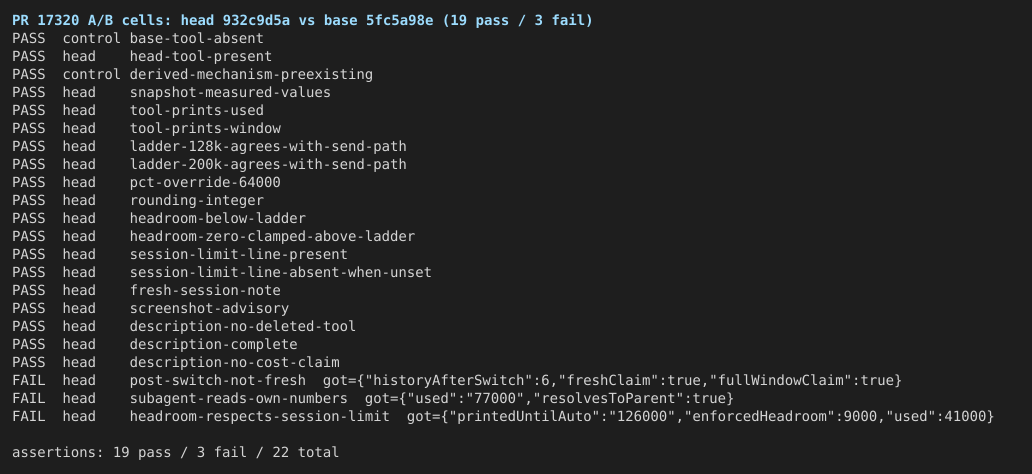 PR 17320 A/B cells: head 932c9d5a vs base 5fc5a98e (19 pass / 3 fail)
PASS  control base-tool-absent
PASS  head    head-tool-present
PASS  control derived-mechanism-preexisting
PASS  head    snapshot-measured-values
PASS  head    tool-prints-used
PASS  head    tool-prints-window
PASS  head    ladder-128k-agrees-with-send-path
PASS  head    ladder-200k-agrees-with-send-path
PASS  head    pct-override-64000
PASS  head    rounding-integer
PASS  head    headroom-below-ladder
PASS  head    headroom-zero-clamped-above-ladder
PASS  head    session-limit-line-present
PASS  head    session-limit-line-absent-when-unset
PASS  head    fresh-session-note
PASS  head    screenshot-advisory
PASS  head    description-no-deleted-tool
PASS  head    description-complete
PASS  head    description-no-cost-claim
FAIL  head    post-switch-not-fresh  got={"historyAfterSwitch":6,"freshClaim":true,"fullWindowClaim":true}
FAIL  head    subagent-reads-own-numbers  got={"used":"77000","resolvesToParent":true}
FAIL  head    headroom-respects-session-limit  got={"printedUntilAuto":"126000","enforcedHeadroom":9000,"used":41000}
assertions: 19 pass / 3 fail / 22 total